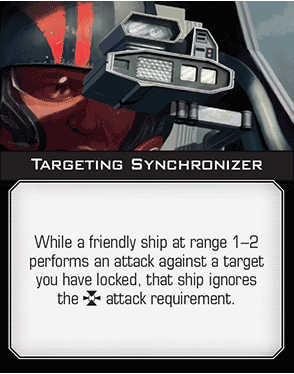 TARGETING SYNCHRONIZER
While a friendly ship at range 1–2
performs an attack against a target
you have locked, that ship ignores
the attack requirement.